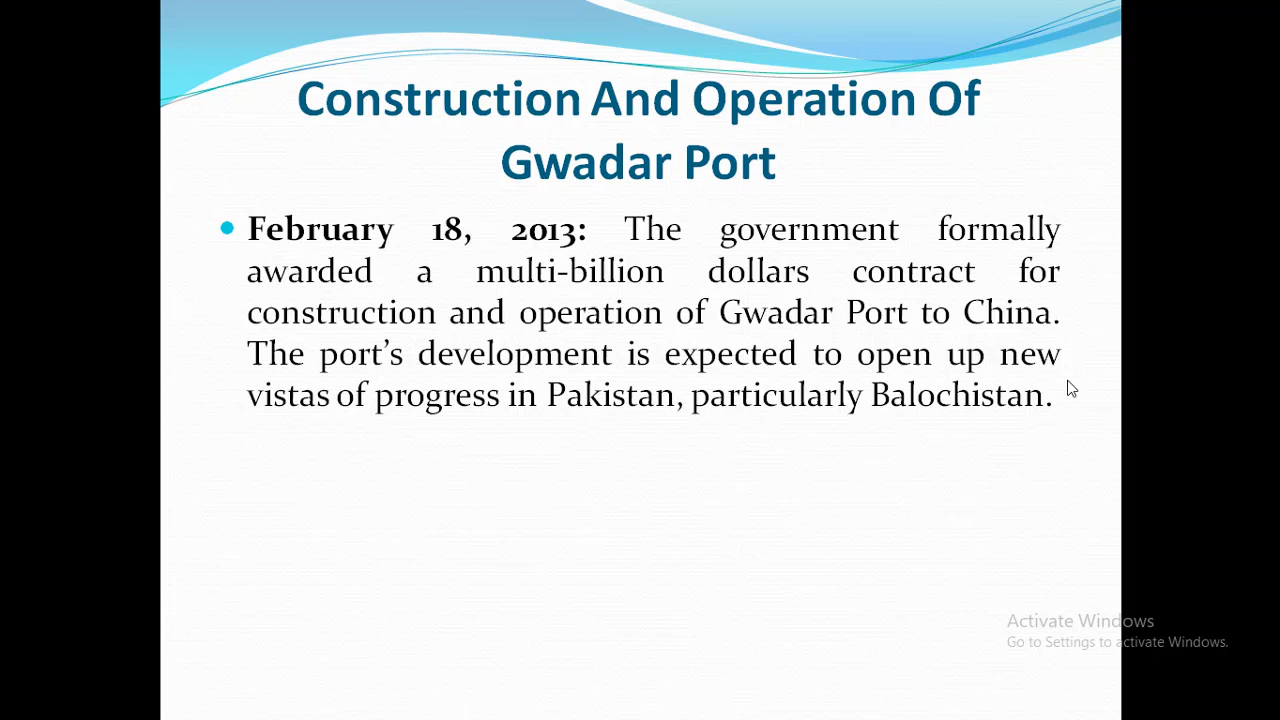 Construction And Operation Of
Gwadar Port
February 18, 2013: The government formally
awarded a multi-billion dollars contract for
construction and operation of Gwadar Port to China.
The port's development is expected to open up new
vistas of progress in Pakistan, particularly Balochistan.
Activate Windows
Go to Settings to activate Windows.